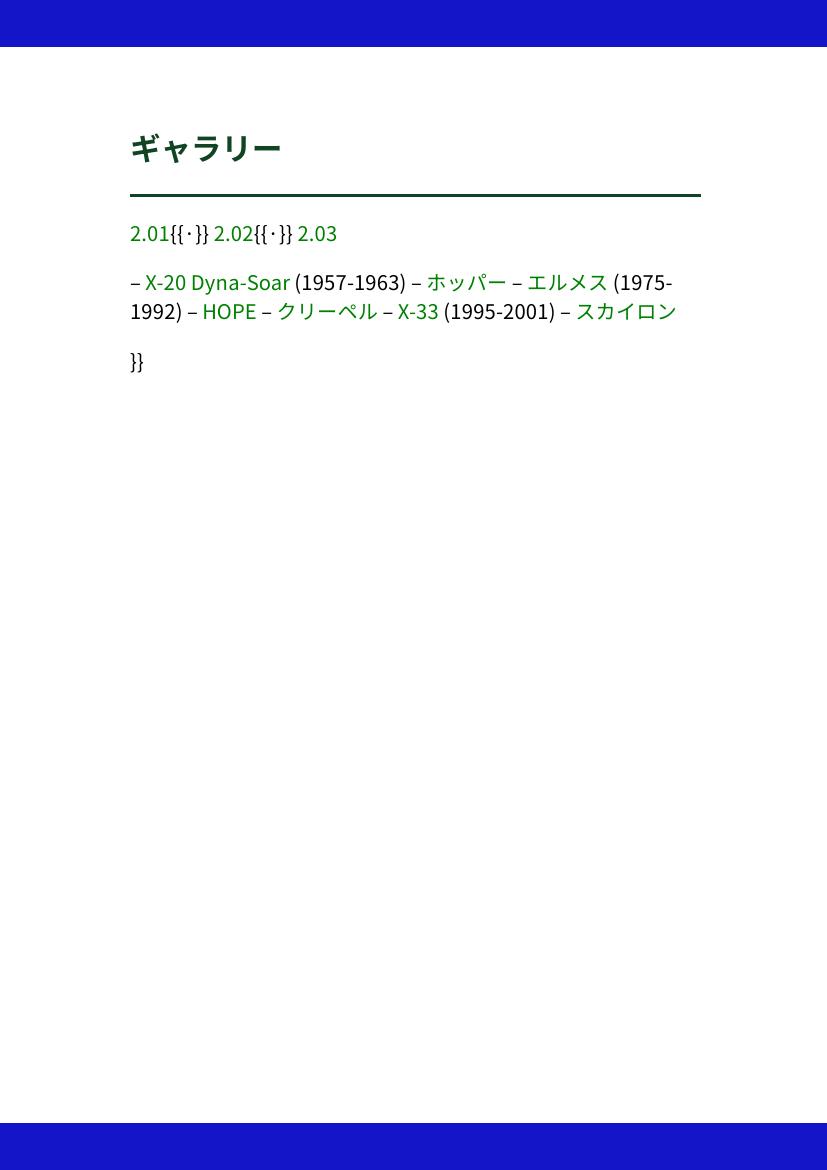 ギャラリー
2.01{{·}} 2.02{{·}} 2.03
– X-20 Dyna-Soar (1957-1963) – ホッパー – エルメス (1975-
1992) – HOPE – クリーペル – X-33 (1995-2001) – スカイロン
}}